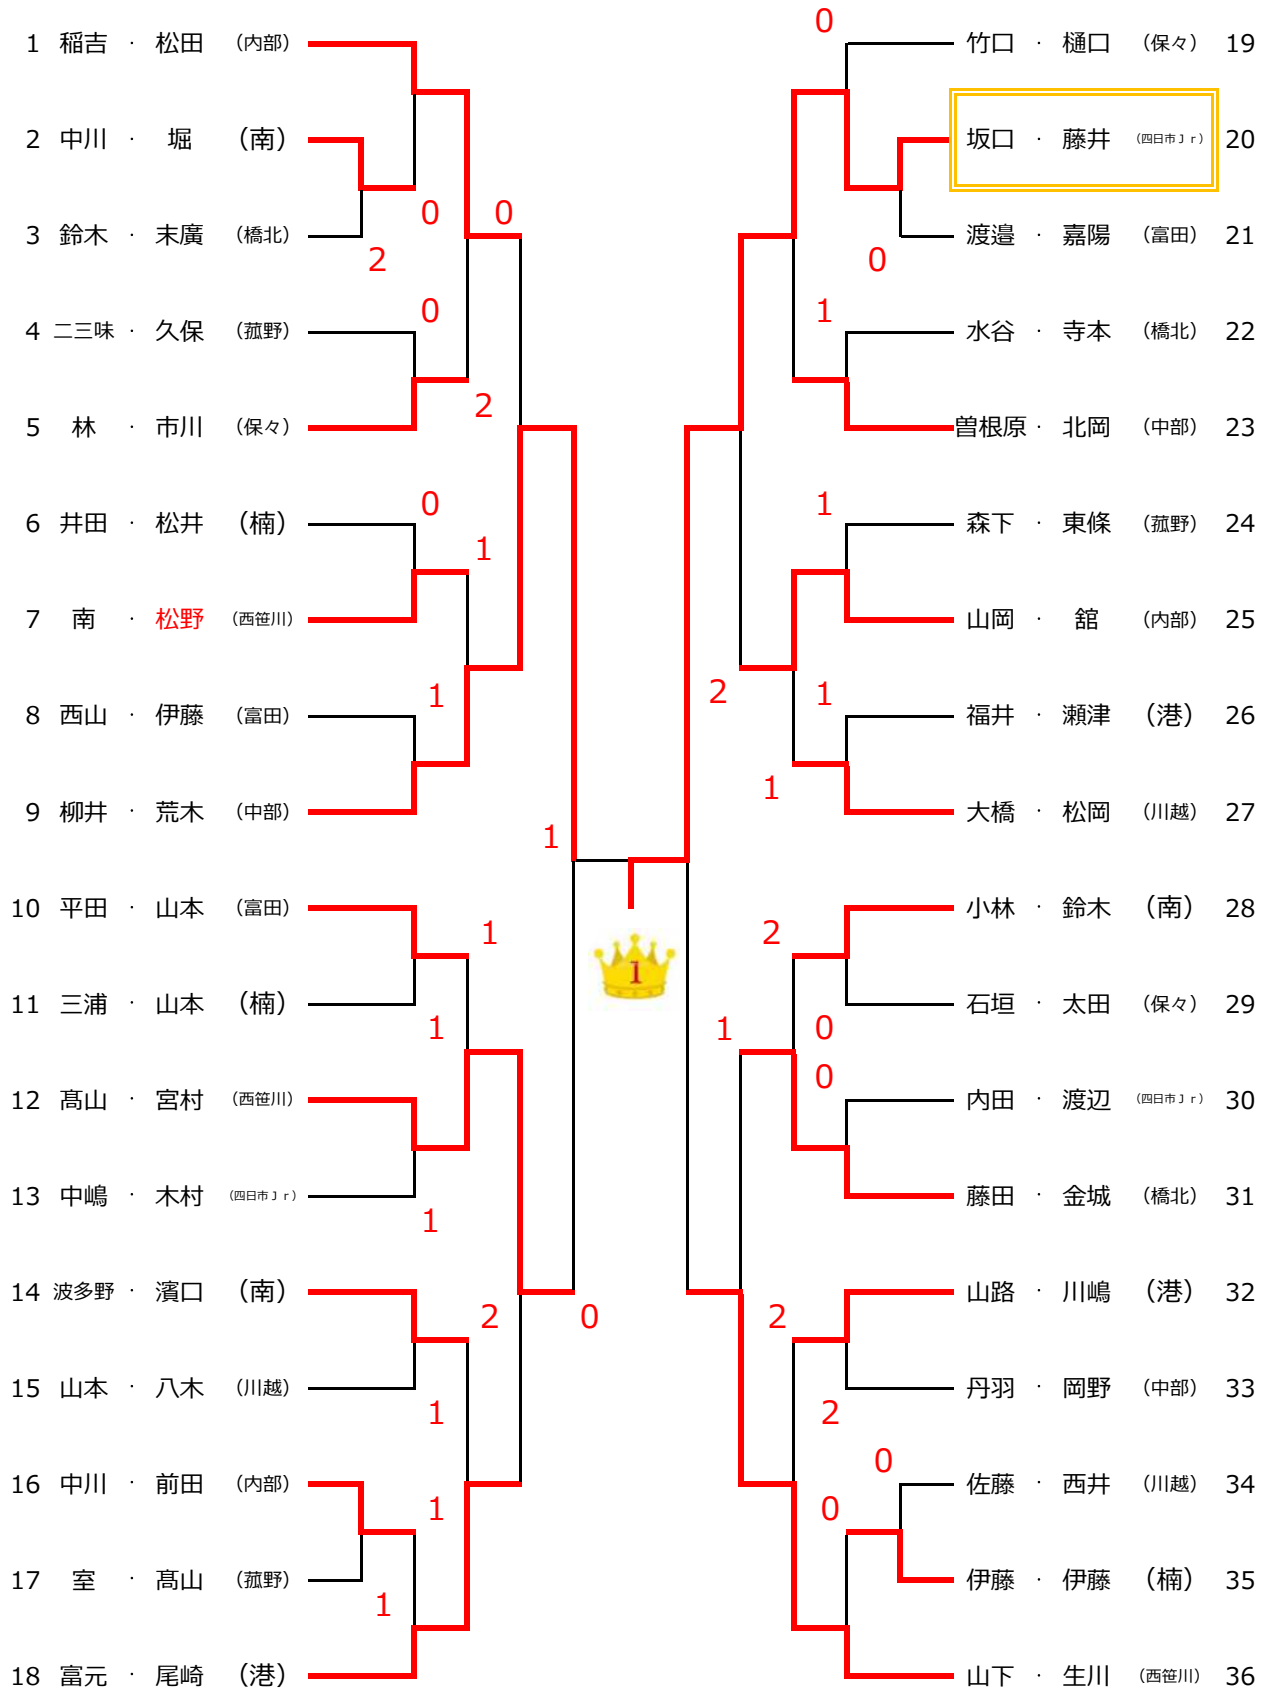 1 稲吉 ・ 松田 （内部）
2 中川 ・ 堀 （南）
3 鈴木 ・ 末廣 （橋北）
4 二三味 ・ 久保 （菰野）
5 林 ・ 市川 （保々）
6 井田 ・ 松井 （楠）
7 南 ・ 松野 （西笹川）
8 西山 ・ 伊藤 （富田）
9 柳井 ・ 荒木 （中部）
10 平田 ・ 山本 （富田）
11 三浦 ・ 山本 （楠）
12 髙山 ・ 宮村 （西笹川）
13 中嶋 ・ 木村 （四日市Ｊｒ）
14 波多野 ・ 濱口 （南）
15 山本 ・ 八木 （川越）
16 中川 ・ 前田 （内部）
17 室 ・ 髙山 （菰野）
18 富元 ・ 尾崎 （港）
0
0
2
0
2
0
1
1
1
1
1
1
2
0
1
1
1
1
0
竹口 ・ 樋口 （保々） 19
坂口 ・ 藤井 （四日市Ｊｒ） 20
渡邉 ・ 嘉陽 （富田） 21
水谷 ・ 寺本 （橋北） 22
曽根原 ・ 北岡 （中部） 23
森下 ・ 東條 （菰野） 24
山岡 ・ 舘 （内部） 25
福井 ・ 瀬津 （港） 26
大橋 ・ 松岡 （川越） 27
小林 ・ 鈴木 （南） 28
石垣 ・ 太田 （保々） 29
内田 ・ 渡辺 （四日市Ｊｒ） 30
藤田 ・ 金城 （橋北） 31
山路 ・ 川嶋 （港） 32
丹羽 ・ 岡野 （中部） 33
佐藤 ・ 西井 （川越） 34
伊藤 ・ 伊藤 （楠） 35
山下 ・ 生川 （西笹川） 36
0
1
1
2
1
1
2
1
0
0
2
2
0
0